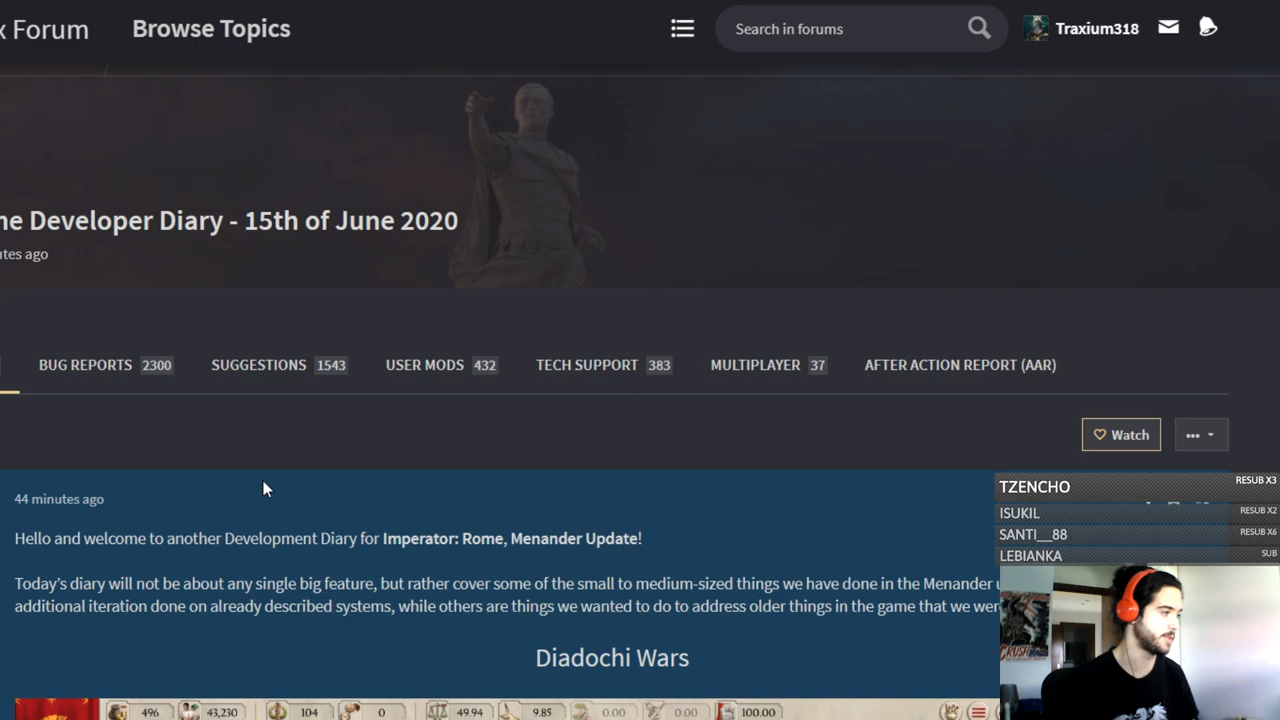 x Forum
Browse Topics
Search in forums
Traxium318
ne Developer Diary - 15th of June 2020
utes ago
BUG REPORTS 2300
SUGGESTIONS 1543
USER MODS 432
TECH SUPPORT 383
MULTIPLAYER 37
AFTER ACTION REPORT (AAR)
Watch
44 minutes ago
TZENCHO RESUB X3
ISUKIL RESUB X2
SANTI__88 RESUB X6
LEBIANKA SUB
Hello and welcome to another Development Diary for Imperator: Rome, Menander Update!
Today's diary will not be about any single big feature, but rather cover some of the small to medium-sized things we have done in the Menander u
additional iteration done on already described systems, while others are things we wanted to do to address older things in the game that we wer
Diadochi Wars
496 43,230 104 0 49.94 9.85 0.00 0.00 100.00